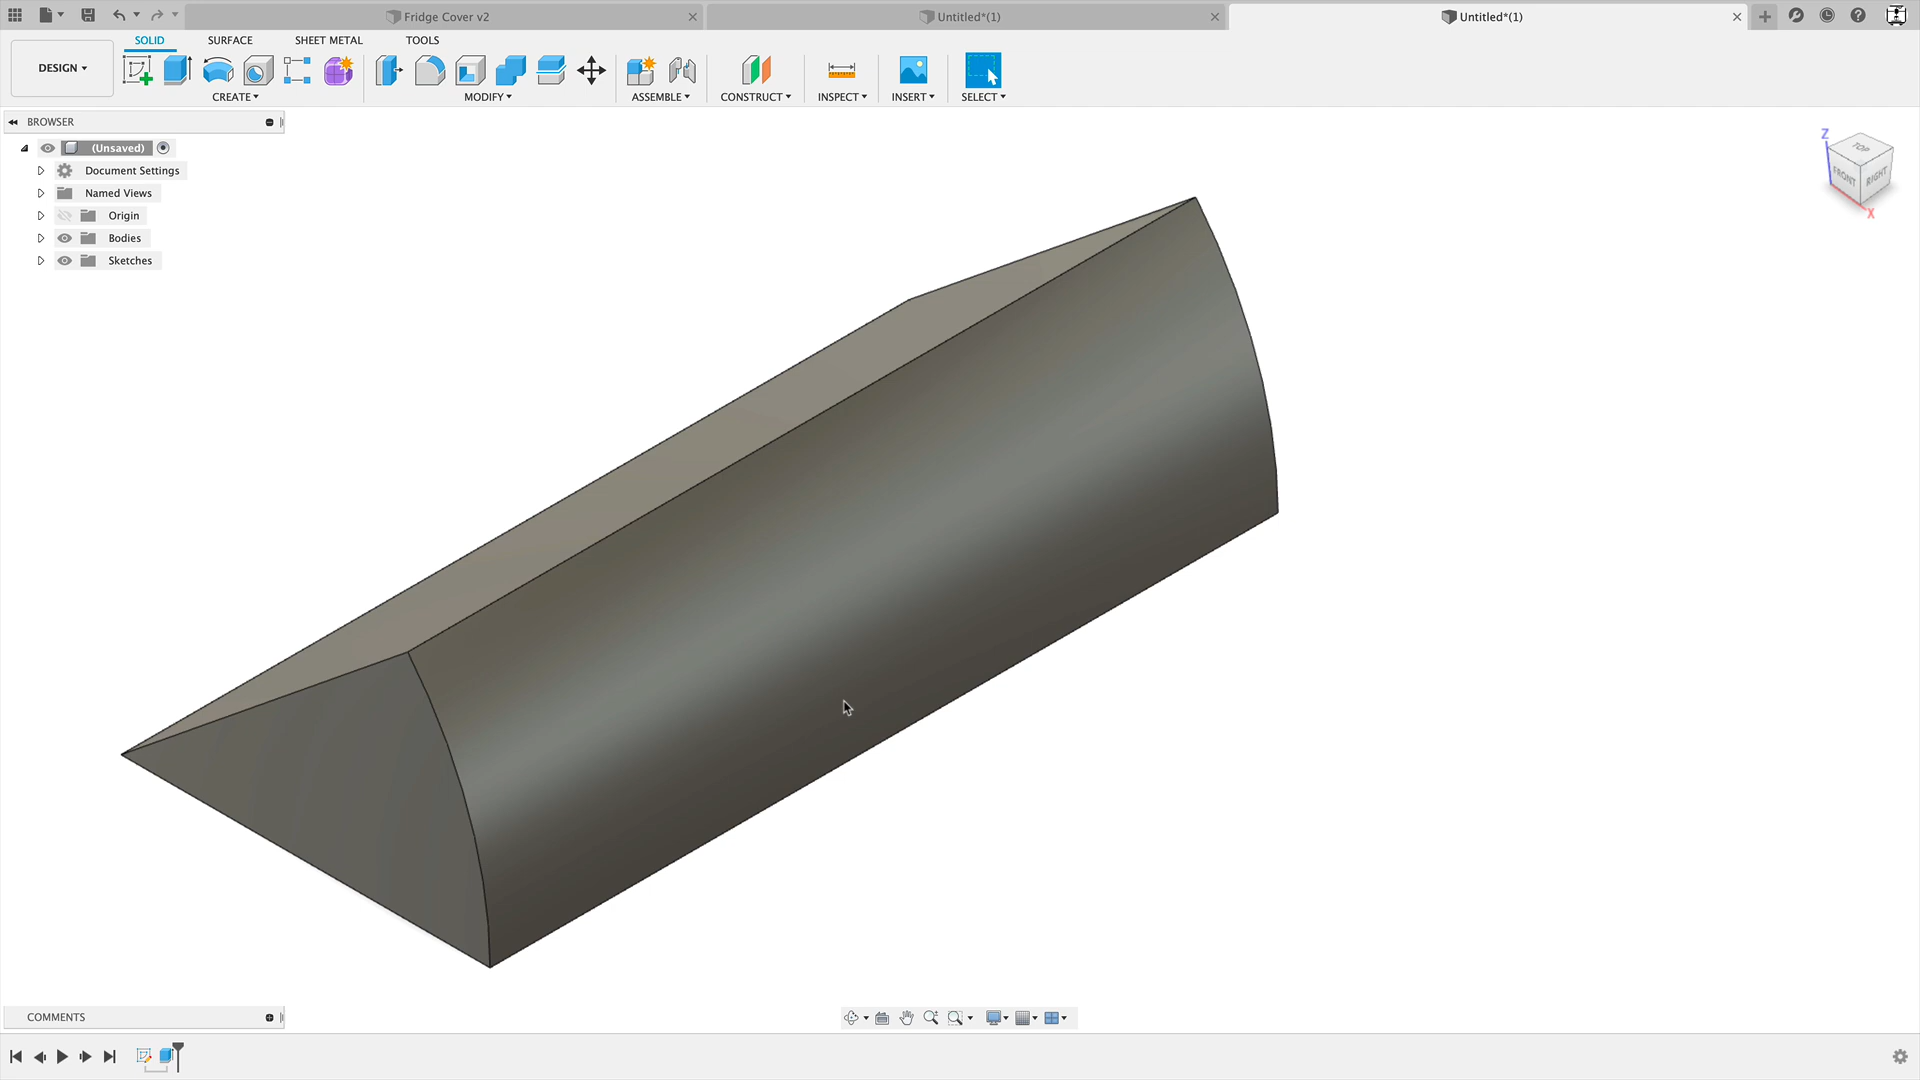 Fridge Cover v2
Untitled*(1)
Untitled*(1)
SOLID
SURFACE
SHEET METAL
TOOLS
DESIGN
CREATE
MODIFY
ASSEMBLE
CONSTRUCT
INSPECT
INSERT
SELECT
BROWSER
(Unsaved)
Document Settings
Named Views
Origin
Bodies
Sketches
Z
TOP
FRONT
RIGHT
X
COMMENTS